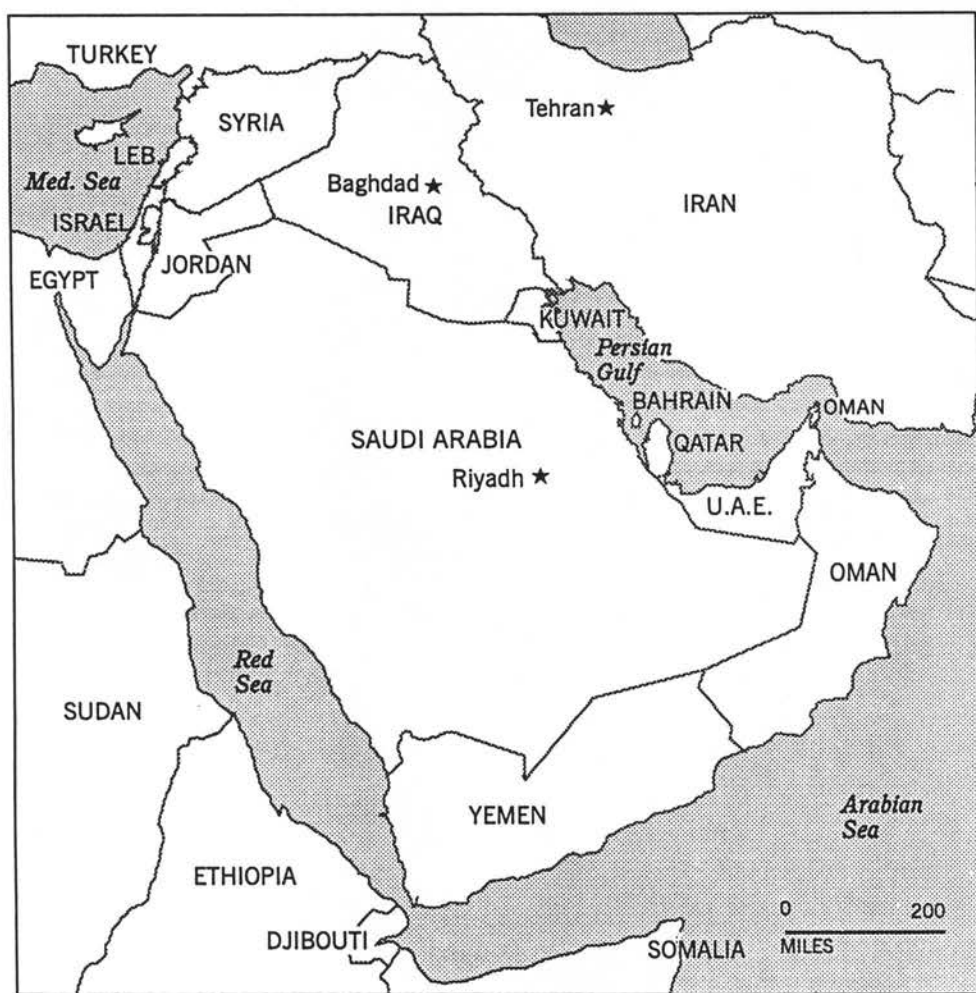 TURKEY
Tehran
SYRIA
LEB.
Med. Sea
Baghdad
IRAQ
IRAN
ISRAEL
JORDAN
EGYPT
KUWAIT
Persian
Gulf
BAHRAIN
OMAN
SAUDI ARABIA
QATAR
Riyadh
U.A.E.
OMAN
Red
Sea
SUDAN
YEMEN
Arabian
Sea
ETHIOPIA
0 200
DJIBOUTI
SOMALIA
MILES